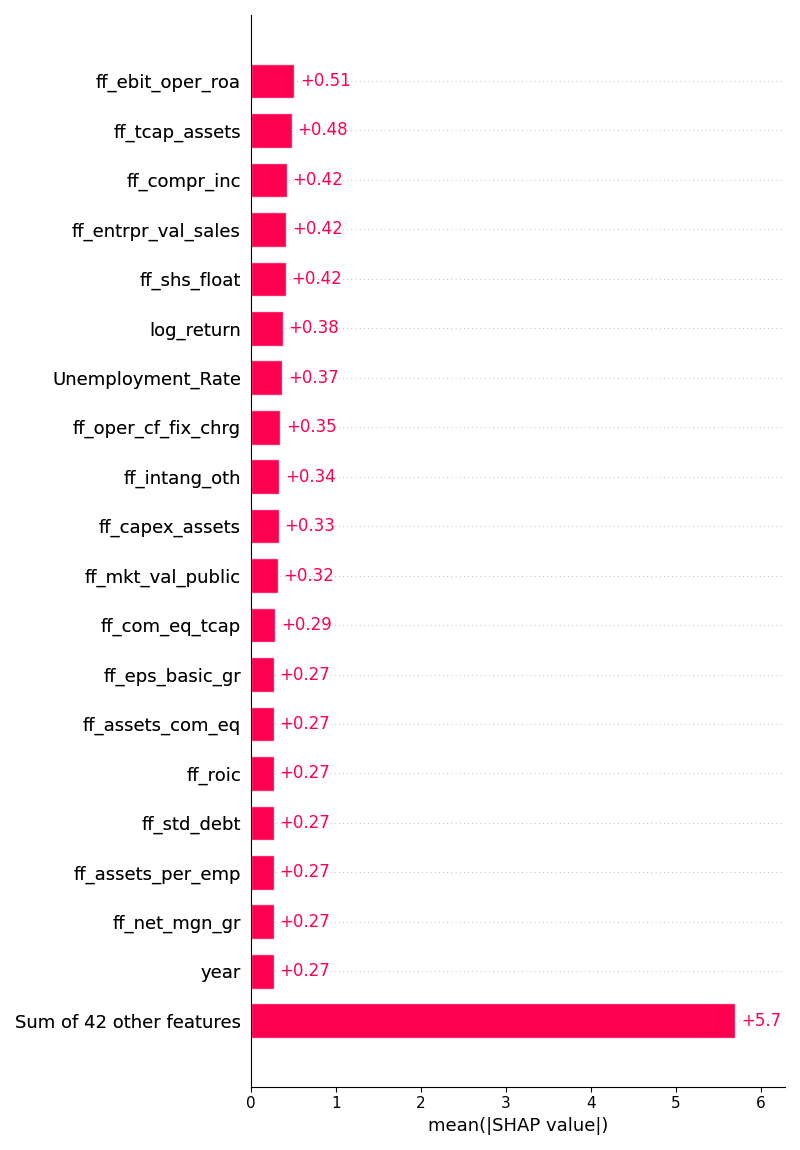 ff_ebit_oper_roa +0.51
ff_tcap_assets +0.48
ff_compr_inc +0.42
ff_entrpr_val_sales +0.42
ff_shs_float +0.42
log_return +0.38
Unemployment_Rate +0.37
ff_oper_cf_fix_chrg +0.35
ff_intang_oth +0.34
ff_capex_assets +0.33
ff_mkt_val_public +0.32
ff_com_eq_tcap +0.29
ff_eps_basic_gr +0.27
ff_assets_com_eq +0.27
ff_roic +0.27
ff_std_debt +0.27
ff_assets_per_emp +0.27
ff_net_mgn_gr +0.27
year +0.27
Sum of 42 other features +5.7
0 1 2 3 4 5 6
mean(|SHAP value|)